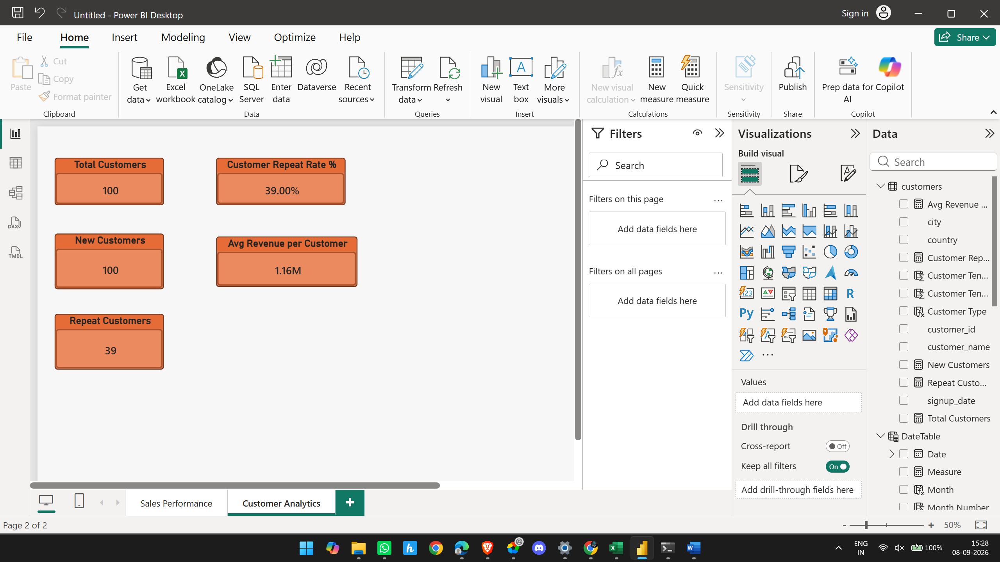 Untitled - Power BI Desktop
Sign in
File
Home
Insert
Modeling
View
Optimize
Help
Share
Paste
Cut
Copy
Format painter
Clipboard
Get
data
Excel
workbook
OneLake
catalog
SQL
Server
Enter
data
Dataverse
Recent
sources
Data
Transform
data
Refresh
Queries
New
visual
Text
box
More
visuals
Insert
New visual
calculation
New
measure
Quick
measure
Calculations
Sensitivity
Sensitivity
Publish
Share
Prep data for
AI
Copilot
Copilot
DAX
TMDL
Total Customers
100
Customer Repeat Rate %
39.00%
New Customers
100
Avg Revenue per Customer
1.16M
Repeat Customers
39
Filters
Search
Filters on this page
...
Add data fields here
Filters on all pages
...
Add data fields here
Visualizations
Build visual
123
R
Py
...
Values
Add data fields here
Drill through
Cross-report
Off
Keep all filters
On
Add drill-through fields here
Data
Search
customers
Avg Revenue ...
city
country
Customer Rep...
Customer Ten...
Customer Ten...
Customer Type
customer_id
customer_name
New Customers
Repeat Custo...
signup_date
Total Customers
DateTable
Date
Measure
Month
Month Number
Sales Performance
Customer Analytics
+
Page 2 of 2
-
+
50%
ENG
IN
100%
15:28
08-09-2026